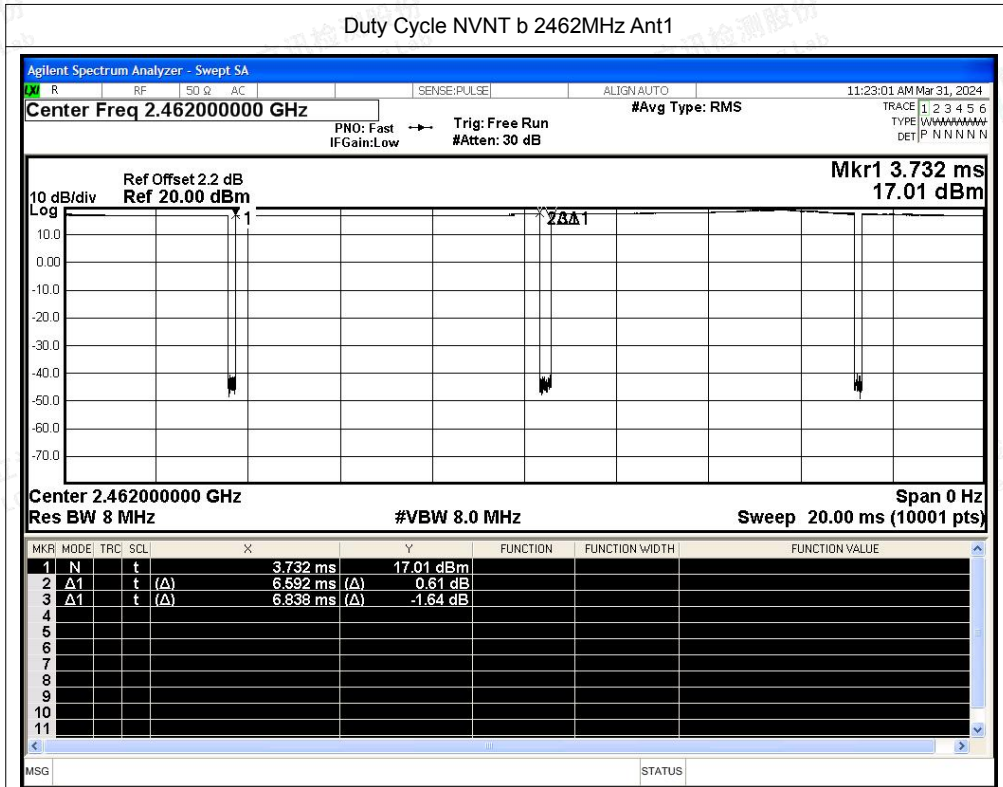 Duty Cycle NVNT b 2462MHz Ant1
Agilent Spectrum Analyzer - Swept SA
LXI R RF 50 Ω AC SENSE:PULSE ALIGN AUTO 11:23:01 AM Mar 31, 2024
Center Freq 2.462000000 GHz #Avg Type: RMS TRACE 1 2 3 4 5 6
PNO: Fast Trig: Free Run TYPE WWWWWW
IFGain:Low #Atten: 30 dB DET P N N N N N
Mkr1 3.732 ms
Ref Offset 2.2 dB
10 dB/div Ref 20.00 dBm 17.01 dBm
Log
1 2Δ1 3Δ1
10.0
0.00
-10.0
-20.0
-30.0
-40.0
-50.0
-60.0
-70.0
Center 2.462000000 GHz Span 0 Hz
Res BW 8 MHz #VBW 8.0 MHz Sweep 20.00 ms (10001 pts)
MKR MODE TRC SCL X Y FUNCTION FUNCTION WIDTH FUNCTION VALUE
1 N t 3.732 ms 17.01 dBm
2 Δ1 t (Δ) 6.592 ms (Δ) 0.61 dB
3 Δ1 t (Δ) 6.838 ms (Δ) -1.64 dB
4
5
6
7
8
9
10
11
MSG STATUS